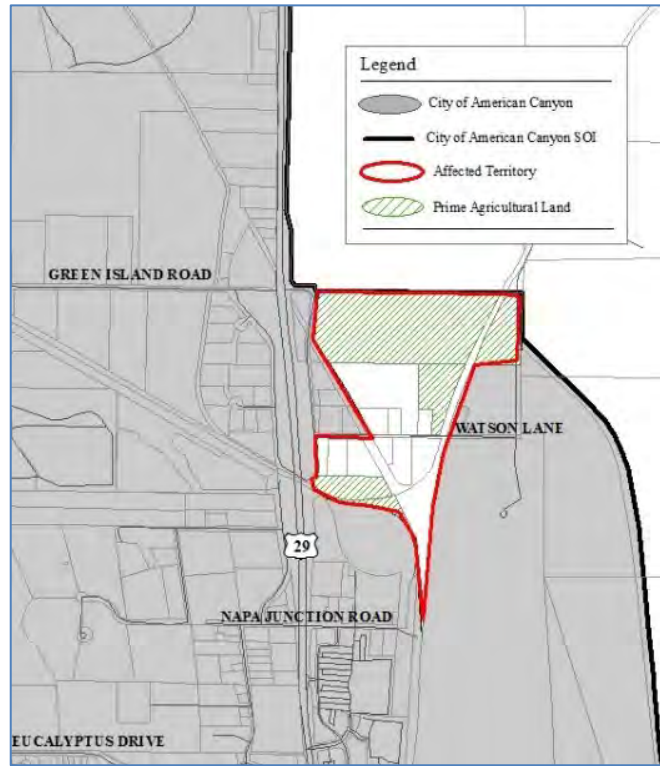 Legend
City of American Canyon
City of American Canyon SOI
Affected Territory
Prime Agricultural Land
GREEN ISLAND ROAD
WATSON LANE
29
NAPA JUNCTION ROAD
EUCALYPTUS DRIVE